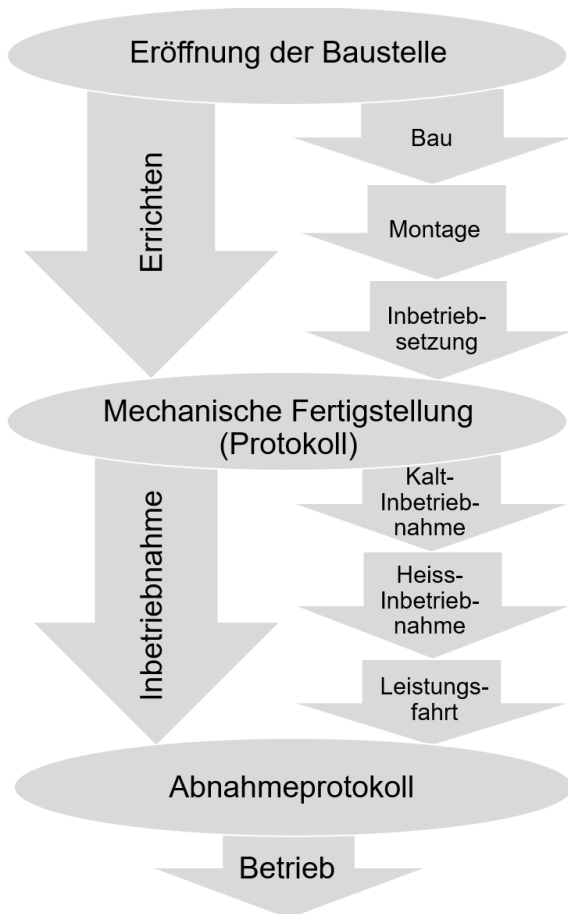 Eröffnung der Baustelle
Errichten
Bau
Montage
Inbetrieb-
setzung
Mechanische Fertigstellung
(Protokoll)
Inbetriebnahme
Kalt-
Inbetrieb-
nahme
Heiss-
Inbetrieb-
nahme
Leistungs-
fahrt
Abnahmeprotokoll
Betrieb